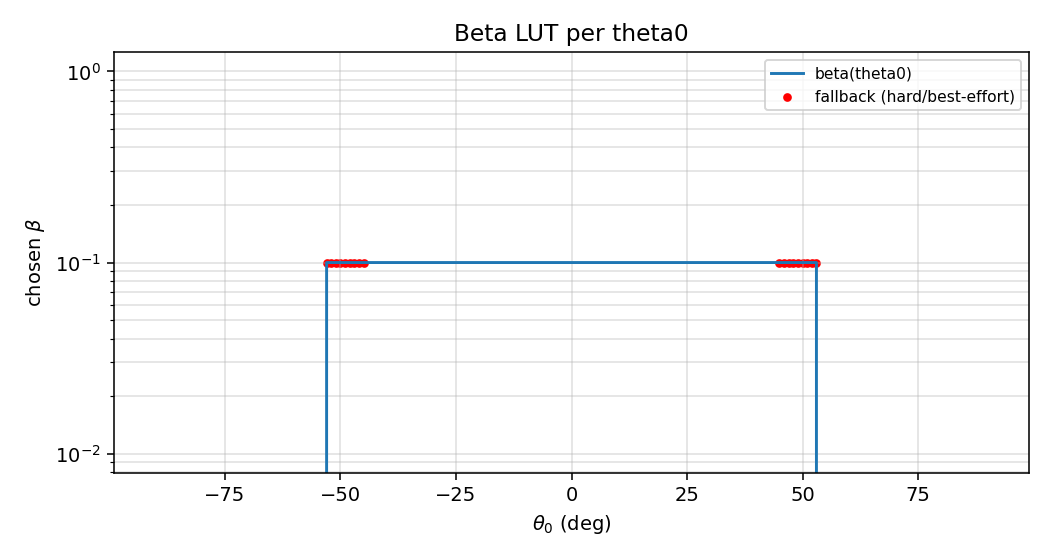 Beta LUT per theta0
beta(theta0)
fallback (hard/best-effort)
chosen β
10⁰
10⁻¹
10⁻²
−75
−50
−25
0
25
50
75
θ₀ (deg)